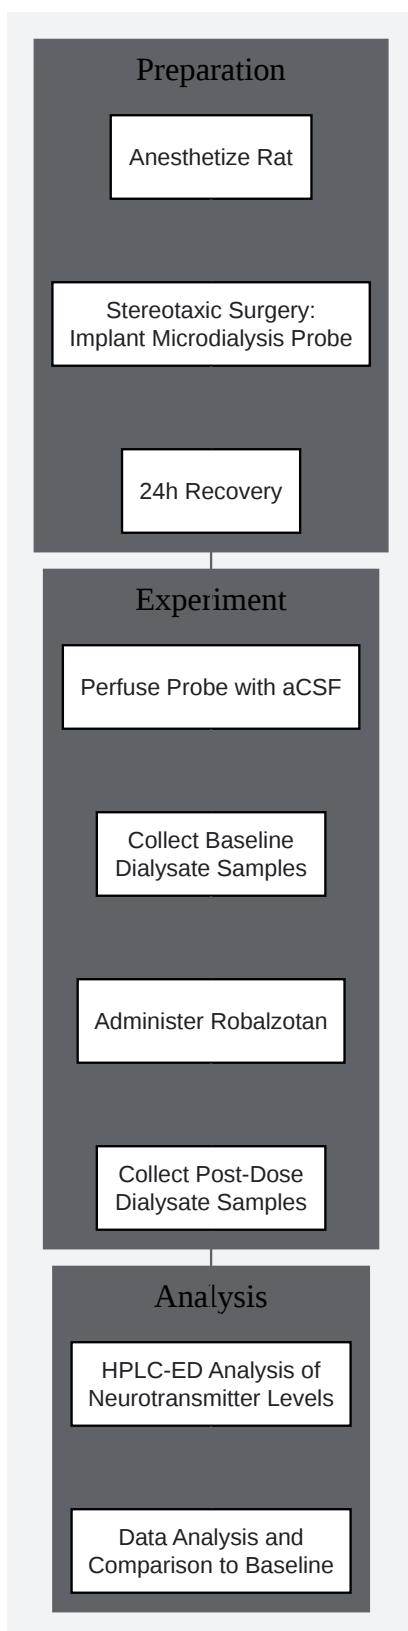 Preparation
Anesthetize Rat
Stereotaxic Surgery:
Implant Microdialysis Probe
24h Recovery
Experiment
Perfuse Probe with aCSF
Collect Baseline
Dialysate Samples
Administer Robalzotan
Collect Post-Dose
Dialysate Samples
Analysis
HPLC-ED Analysis of
Neurotransmitter Levels
Data Analysis and
Comparison to Baseline